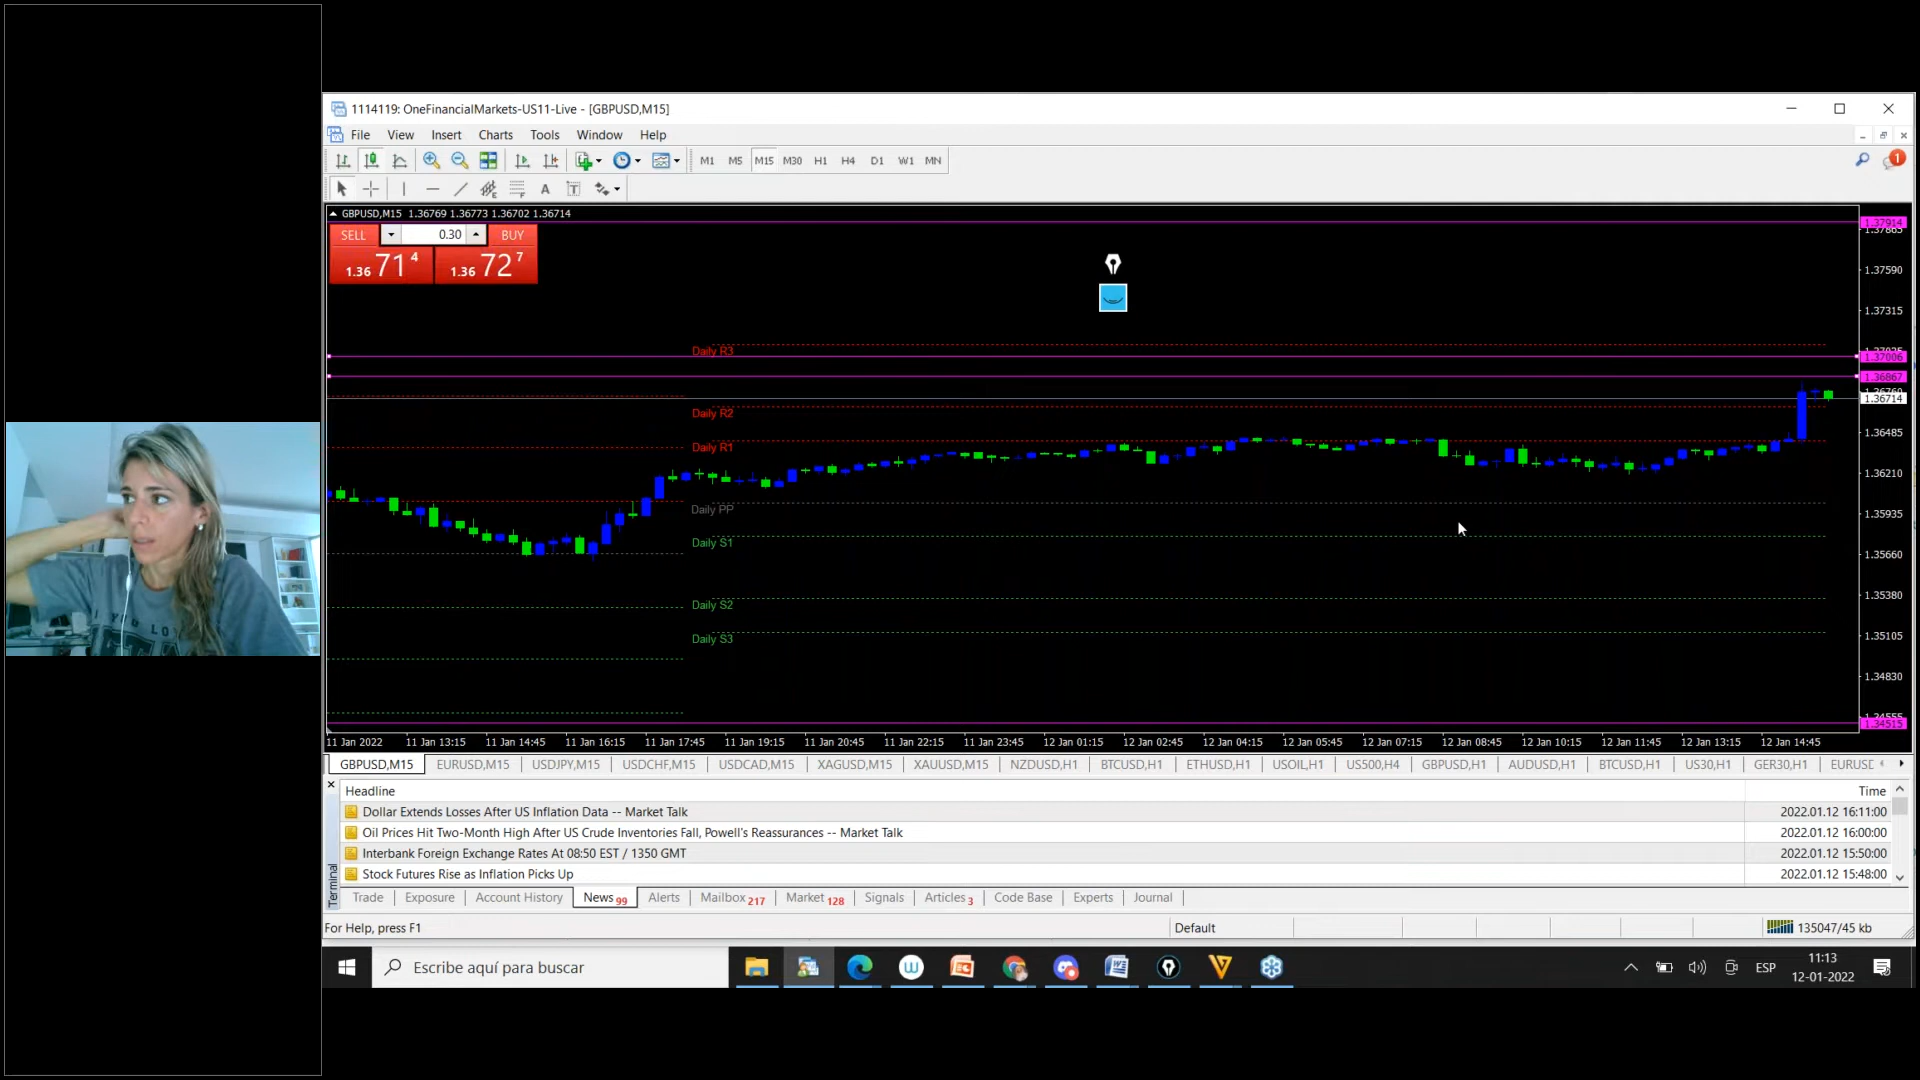 1114119: OneFinancialMarkets-US11-Live - [GBPUSD,M15]
File View Insert Charts Tools Window Help
M1 M5 M15 M30 H1 H4 D1 W1 MN
1
E F A T
GBPUSD,M15 1.36769 1.36773 1.36702 1.36714
SELL 0.30 BUY
1.36 71 4 1.36 72 7
1.37914
1.37865
1.37590
1.37315
Daily R3
1.37006
1.36867
1.36714
Daily R2
1.36485
Daily R1
1.36210
Daily PP
1.35935
Daily S1
1.35660
Daily S2
1.35380
Daily S3
1.35105
1.34830
1.34555
1.34515
11 Jan 2022 11 Jan 13:15 11 Jan 14:45 11 Jan 16:15 11 Jan 17:45 11 Jan 19:15 11 Jan 20:45 11 Jan 22:15 11 Jan 23:45 12 Jan 01:15 12 Jan 02:45 12 Jan 04:15 12 Jan 05:45 12 Jan 07:15 12 Jan 08:45 12 Jan 10:15 12 Jan 11:45 12 Jan 13:15 12 Jan 14:45
GBPUSD,M15 EURUSD,M15 USDJPY,M15 USDCHF,M15 USDCAD,M15 XAGUSD,M15 XAUUSD,M15 NZDUSD,H1 BTCUSD,H1 ETHUSD,H1 USOIL,H1 US500,H4 GBPUSD,H1 AUDUSD,H1 BTCUSD,H1 US30,H1 GER30,H1 EURUSD
Headline Time
Dollar Extends Losses After US Inflation Data -- Market Talk 2022.01.12 16:11:00
Oil Prices Hit Two-Month High After US Crude Inventories Fall, Powell's Reassurances -- Market Talk 2022.01.12 16:00:00
Interbank Foreign Exchange Rates At 08:50 EST / 1350 GMT 2022.01.12 15:50:00
Stock Futures Rise as Inflation Picks Up 2022.01.12 15:48:00
Terminal
Trade Exposure Account History News 99 Alerts Mailbox 217 Market 128 Signals Articles 3 Code Base Experts Journal
For Help, press F1 Default 135047/45 kb
Escribe aquí para buscar
ESP 11:13
12-01-2022